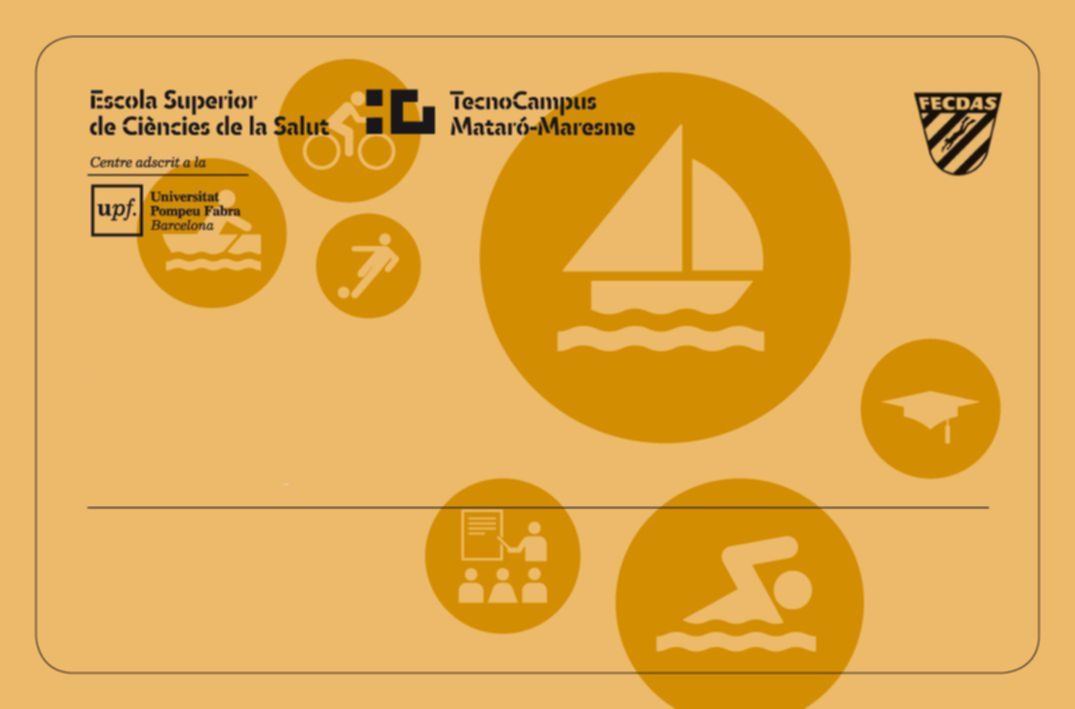 Escola Superior
de Ciències de la Salut
TecnoCampus
Mataró-Maresme
FECDAS
Centre adscrit a la
upf.
Universitat
Pompeu Fabra
Barcelona